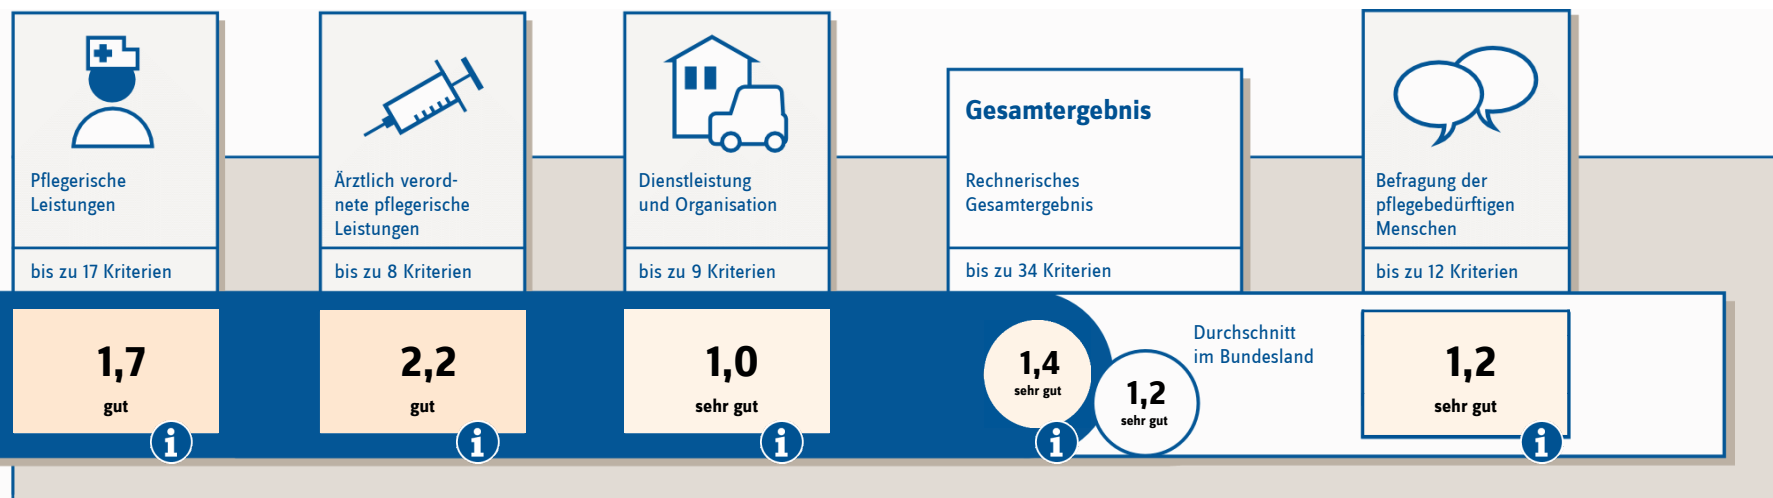 Pflegerische
Leistungen
bis zu 17 Kriterien
1,7
gut
i
Ärztlich verord-
nete pflegerische
Leistungen
bis zu 8 Kriterien
2,2
gut
i
Dienstleistung
und Organisation
bis zu 9 Kriterien
1,0
sehr gut
i
Gesamtergebnis
Rechnerisches
Gesamtergebnis
bis zu 34 Kriterien
1,4
sehr gut
i
Durchschnitt
im Bundesland
1,2
sehr gut
Befragung der
pflegebedürftigen
Menschen
bis zu 12 Kriterien
1,2
sehr gut
i